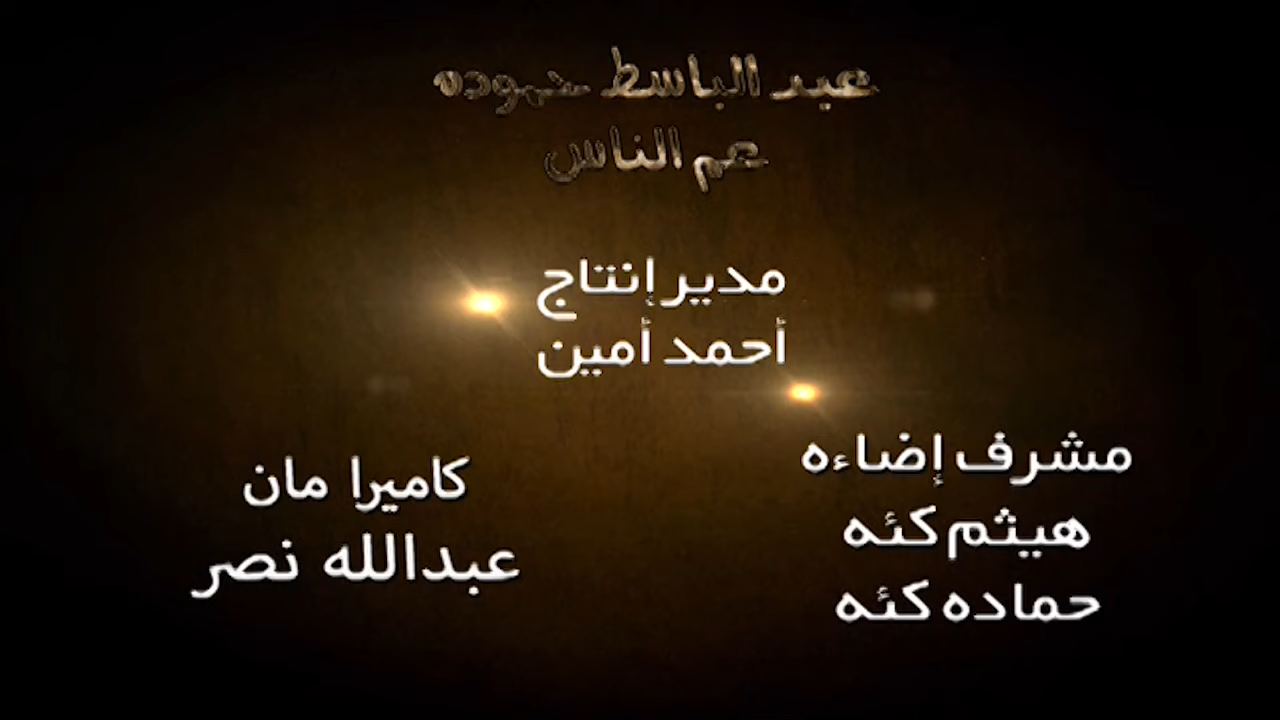 عبد الباسط حموده
عم الناس
مدير إنتاج
أحمد أمين
مشرف إضاءه
هيثم كئه
حماده كئه
كاميرا مان
عبدالله نصر